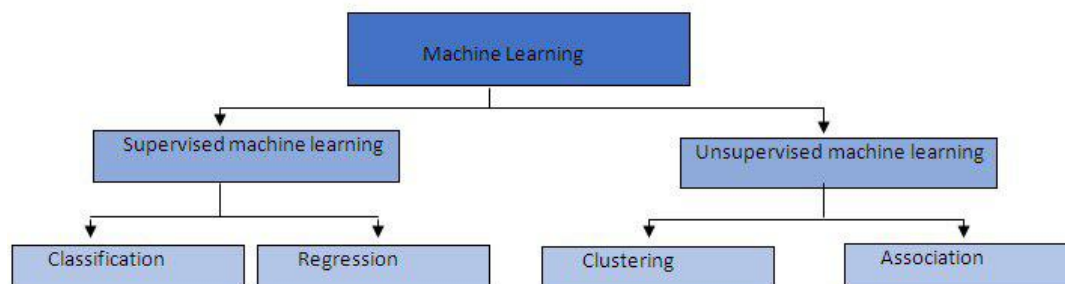 Machine Learning
Supervised machine learning
Unsupervised machine learning
Classification
Regression
Clustering
Association